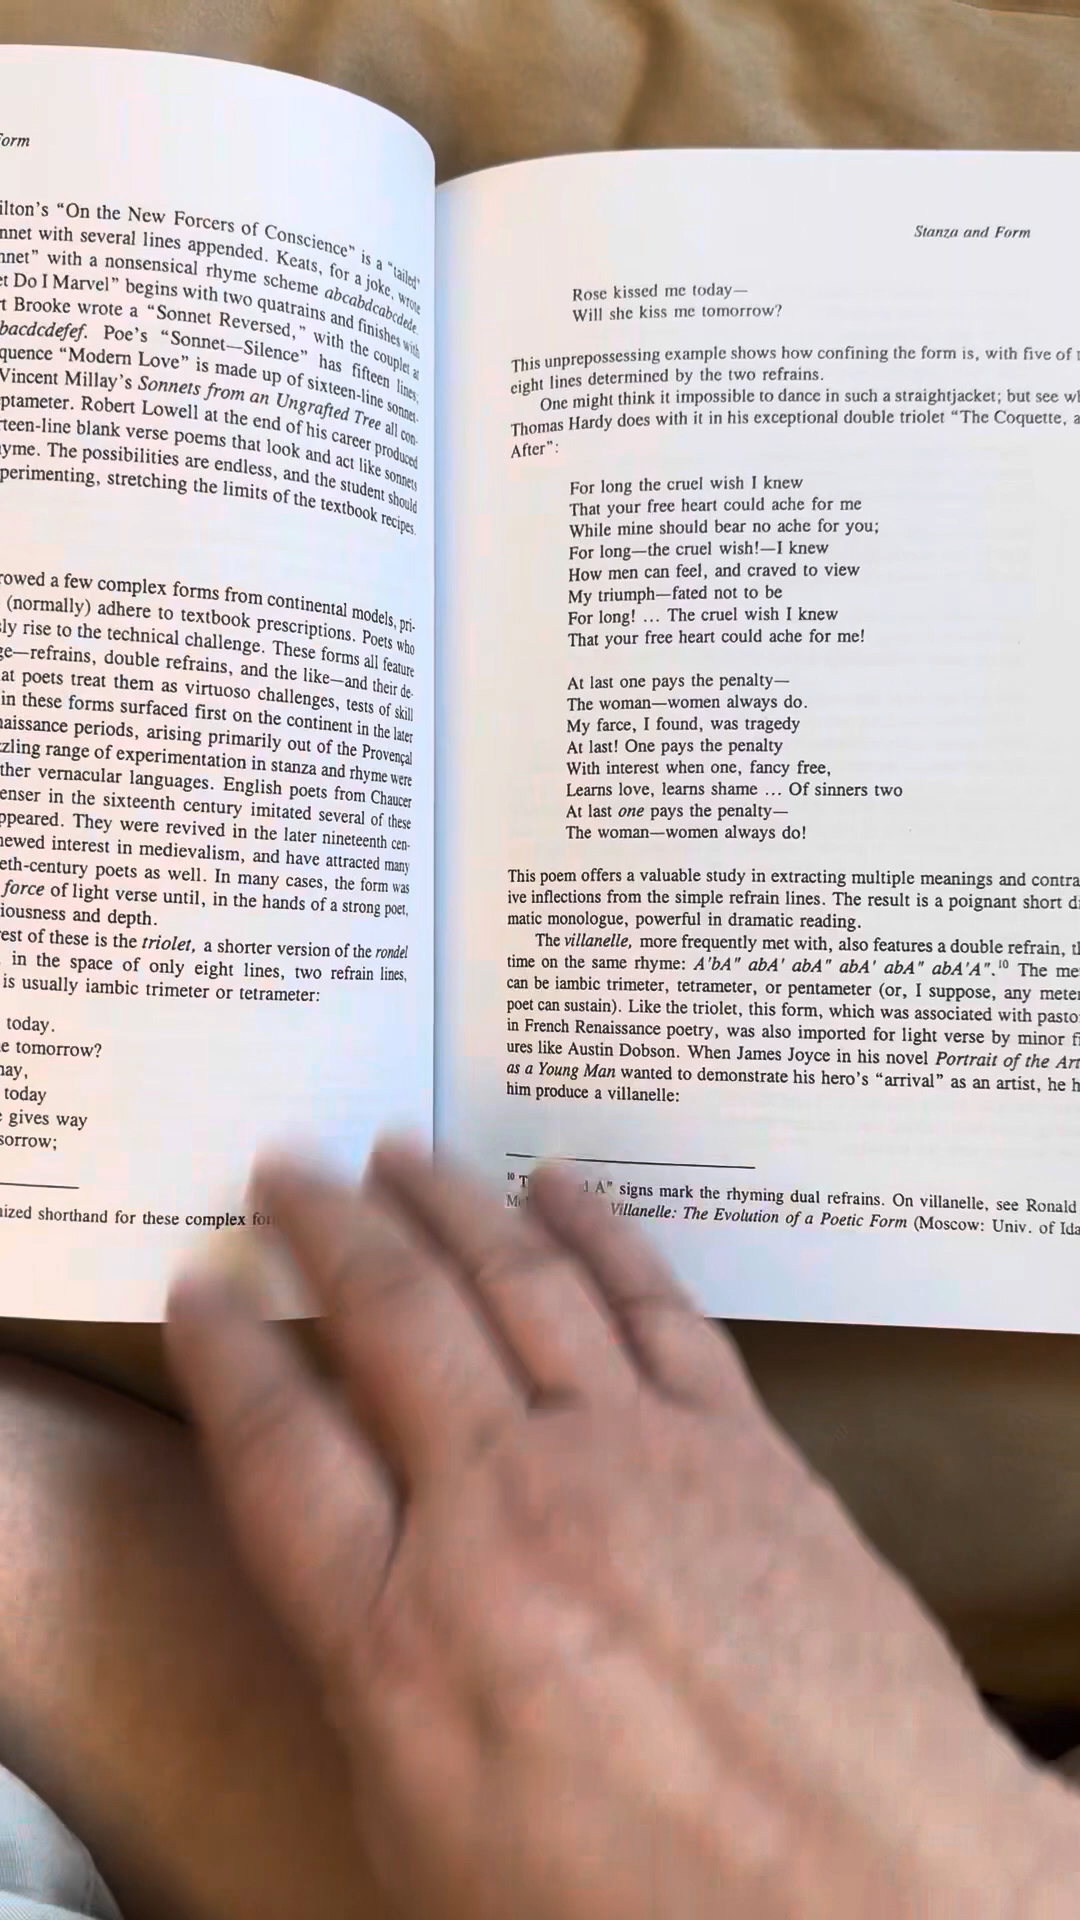 Form
ilton's “On the New Forcers of Conscience” is a “tailed”
nnet with several lines appended. Keats, for a joke, wrote
nnet” with a nonsensical rhyme scheme abcabdcabcdede.
et Do I Marvel” begins with two quatrains and finishes with
t Brooke wrote a “Sonnet Reversed,” with the couplet at
bacdcdefef. Poe's “Sonnet—Silence” has fifteen lines;
quence “Modern Love” is made up of sixteen-line sonnet-
Vincent Millay's Sonnets from an Ungrafted Tree all con-
ptameter. Robert Lowell at the end of his career produced
rteen-line blank verse poems that look and act like sonnets
yme. The possibilities are endless, and the student should
perimenting, stretching the limits of the textbook recipes.
rowed a few complex forms from continental models, pri-
(normally) adhere to textbook prescriptions. Poets who
ly rise to the technical challenge. These forms all feature
ge—refrains, double refrains, and the like—and their de-
at poets treat them as virtuoso challenges, tests of skill
in these forms surfaced first on the continent in the later
naissance periods, arising primarily out of the Provençal
zzling range of experimentation in stanza and rhyme were
ther vernacular languages. English poets from Chaucer
enser in the sixteenth century imitated several of these
ppeared. They were revived in the later nineteenth cen-
newed interest in medievalism, and have attracted many
eth-century poets as well. In many cases, the form was
force of light verse until, in the hands of a strong poet,
iousness and depth.
est of these is the triolet, a shorter version of the rondel
in the space of only eight lines, two refrain lines,
is usually iambic trimeter or tetrameter:
today.
e tomorrow?
nay,
today
e gives way
sorrow;
nized shorthand for these complex for
Stanza and Form
Rose kissed me today—
Will she kiss me tomorrow?
This unprepossessing example shows how confining the form is, with five of
eight lines determined by the two refrains.
One might think it impossible to dance in such a straightjacket; but see wh
Thomas Hardy does with it in his exceptional double triolet “The Coquette, a
After”:
For long the cruel wish I knew
That your free heart could ache for me
While mine should bear no ache for you;
For long—the cruel wish!—I knew
How men can feel, and craved to view
My triumph—fated not to be
For long! ... The cruel wish I knew
That your free heart could ache for me!
At last one pays the penalty—
The woman—women always do.
My farce, I found, was tragedy
At last! One pays the penalty
With interest when one, fancy free,
Learns love, learns shame ... Of sinners two
At last one pays the penalty—
The woman—women always do!
This poem offers a valuable study in extracting multiple meanings and contra
ive inflections from the simple refrain lines. The result is a poignant short d
matic monologue, powerful in dramatic reading.
The villanelle, more frequently met with, also features a double refrain, t
time on the same rhyme: A'bA" abA' abA" abA' abA" abA'A".¹⁰ The me
can be iambic trimeter, tetrameter, or pentameter (or, I suppose, any mete
poet can sustain). Like the triolet, this form, which was associated with pasto
in French Renaissance poetry, was also imported for light verse by minor fi
ures like Austin Dobson. When James Joyce in his novel Portrait of the Art
as a Young Man wanted to demonstrate his hero's “arrival” as an artist, he h
him produce a villanelle:
¹⁰ T d A" signs mark the rhyming dual refrains. On villanelle, see Ronald
Villanelle: The Evolution of a Poetic Form (Moscow: Univ. of Ida